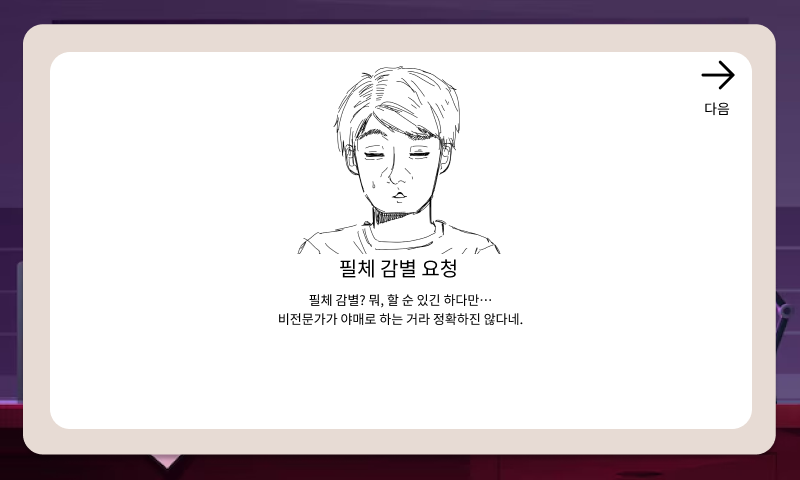 다음
필체 감별 요청
필체 감별? 뭐, 할 순 있긴 하다만…
비전문가가 야매로 하는 거라 정확하진 않다네.